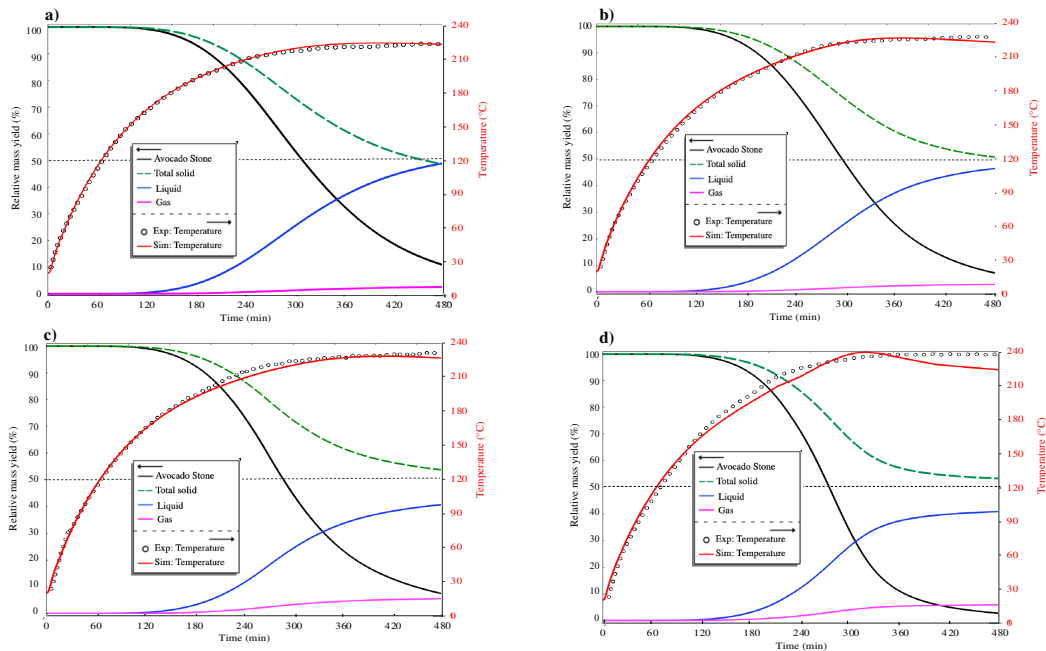 a)
100
90
80
70
60
50
40
30
20
10
0
Relative mass yield (%)
240
210
180
150
120
90
60
30
0
Temperature (°C)
Avocado Stone
Total solid
Liquid
Gas
Exp: Temperature
Sim: Temperature
0 60 120 180 240 300 360 420 480
Time (min)
b)
100
90
80
70
60
50
40
30
20
10
0
Relative mass yield (%)
240
210
180
150
120
90
60
30
0
Temperature (°C)
Avocado Stone
Total solid
Liquid
Gas
Exp: Temperature
Sim: Temperature
0 60 120 180 240 300 360 420 480
Time (min)
c)
100
90
80
70
60
50
40
30
20
10
0
Relative mass yield (%)
240
210
180
150
120
90
60
30
0
Temperature (°C)
Avocado Stone
Total solid
Liquid
Gas
Exp: Temperature
Sim: Temperature
0 60 120 180 240 300 360 420 480
Time (min)
d)
100
90
80
70
60
50
40
30
20
10
0
Relative mass yield (%)
240
210
180
150
120
90
60
30
0
Temperature (°C)
Avocado Stone
Total solid
Liquid
Gas
Exp: Temperature
Sim: Temperature
0 60 120 180 240 300 360 420 480
Time (min)